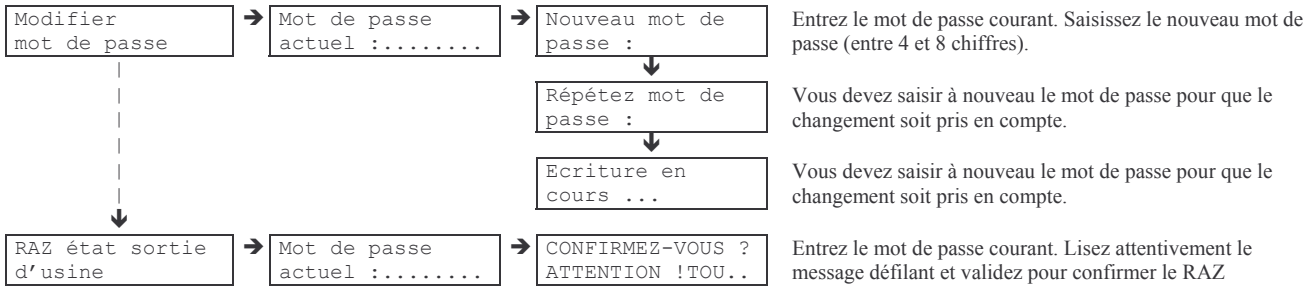 Modifier
mot de passe
Mot de passe
actuel :........
Nouveau mot de
passe :
Entrez le mot de passe courant. Saisissez le nouveau mot de
passe (entre 4 et 8 chiffres).
Répétez mot de
passe :
Vous devez saisir à nouveau le mot de passe pour que le
changement soit pris en compte.
Ecriture en
cours ...
Vous devez saisir à nouveau le mot de passe pour que le
changement soit pris en compte.
RAZ état sortie
d’usine
Mot de passe
actuel :........
CONFIRMEZ-VOUS ?
ATTENTION !TOU..
Entrez le mot de passe courant. Lisez attentivement le
message défilant et validez pour confirmer le RAZ